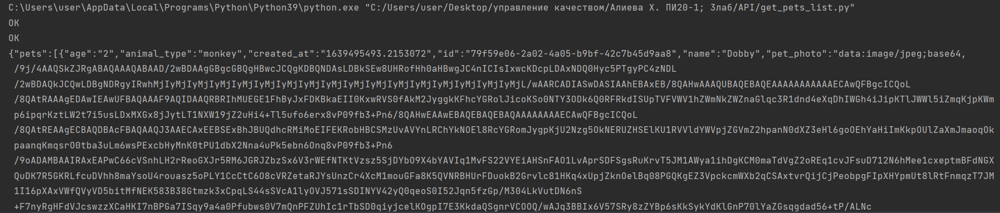 C:\Users\user\AppData\Local\Programs\Python\Python39\python.exe "C:/Users/user/Desktop/управление качеством/Алиева Х. ПИ20-1; 3лаб/API/get_pets_list.py"
OK
OK
{"pets":[{"age":"2","animal_type":"monkey","created_at":"1639495493.2153072","id":"79f59e06-2a02-4a05-b9bf-42c7b45d9aa8","name":"Dobby","pet_photo":"data:image/jpeg;base64,
/9j/4AAQSkZJRgABAQAAAQABAAD/2wBDAAgGBgcGBQgHBwcJCQgKDBQNDAsLDBkSEw8UHRofHh0aHBwgJC4nICIsIxwcKDcpLDAxNDQ0Hyc5PTgyPC4zNDL
/2wBDAQkJCQwLDBgNDRgyIRwhMjIyMjIyMjIyMjIyMjIyMjIyMjIyMjIyMjIyMjIyMjIyMjIyMjIyMjIyMjIyMjIyMjL/wAARCADIASwDASIAAhEBAxEB/8QAHwAAAQUBAQEBAQEAAAAAAAAAAAECAwQFBgcICQoL
/8QAtRAAAgEDAwIEAwUFBAQAAAF9AQIDAAQRBRIhMUEGE1FhByJxFDKBkaEII0KxwRVS0fAkM2JyggkKFhcYGRolJicoKSo0NTY3ODk6Q0RFRkdISUpTVFVWV1hZWmNkZWZnaGlqc3R1dnd4eXqDhIWGh4iJipKTlJWWl5iZmqKjpKWm
p6ipqrKztLW2t7i5usLDxMXGx8jJytLT1NXW19jZ2uHi4+Tl5ufo6erx8vP09fb3+Pn6/8QAHwEAAwEBAQEBAQEBAQAAAAAAAAECAwQFBgcICQoL
/8QAtREAAgECBAQDBAcFBAQAAQJ3AAECAxEEBSExBhJBUQdhcRMiMoEIFEKRobHBCSMzUvAVYnLRChYkNOEl8RcYGRomJygpKjU2Nzg5OkNERUZHSElKU1RVVldYWVpjZGVmZ2hpanN0dXZ3eHl6goOEhYaHiImKkpOUlZaXmJmaoqOk
paanqKmqsrO0tba3uLm6wsPExcbHyMnK0tPU1dbX2Nna4uPk5ebn6Onq8vP09fb3+Pn6
/9oADAMBAAIRAxEAPwC66cVSnhLH2rReoGXJr5RM6JGRJZbzSx6V3rWEfNTKtVzsz5SjDYbO9X4bYAVIq1MvFS22VYEiAHSnFAO1LvAprSDFSgsRuKrvT5JM1AWya1ihDgKCM0maTdVgZ2oREq1cvJFsuD712N6hMee1cxeptmBFdNGX
QuDK7R5GKRLfcuDVhh8maYsoU4rouasz5oPLY1CcCtC6O8cVRZetaRJYsUnzCr4XcM1mouGFa8K5QVNRBHUrFDuokB2Grvlc81HKq4xUpjZknOelBq08PGQKgEZ3VpckcmWXb2qCSAxtvrQijCjPeobpgFIpXHYpmUt8lRtFnmqzT7JM
1I16pXAxVWfQVyVD5bitMfNEK583B38Gtmzk3xCpqLS44sSVcA1lyOVJ571sSDINYV42yQ0qeoS0I52Jqn5fzGp/M304LkVutDN6nS
+F7nyRgHFdVJcswzzXCaHKI7nBPGa7ISqy9a4a0Pfubws0V7mQnPFZUhIc1rTbSD0qiyjcelKOgpI7E3KkdaQSgnrVCOOQ/wAJq3BBIx6V57SRy8zZYBp6sKkSykYdKlGnP70lYaZGsqgdad56+tP/ALNc